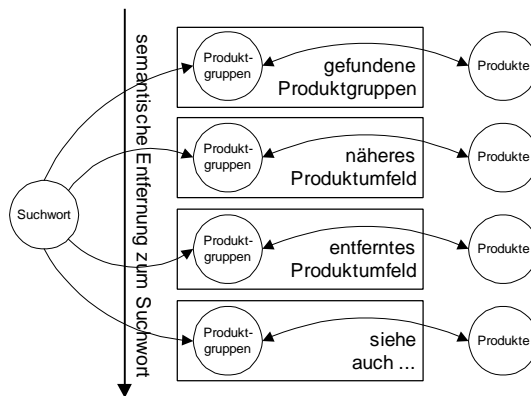 semantische Entfernung zum Suchwort
Suchwort
Produkt-
gruppen
gefundene
Produktgruppen
Produkte
Produkt-
gruppen
näheres
Produktumfeld
Produkte
Produkt-
gruppen
entferntes
Produktumfeld
Produkte
Produkt-
gruppen
siehe
auch ...
Produkte